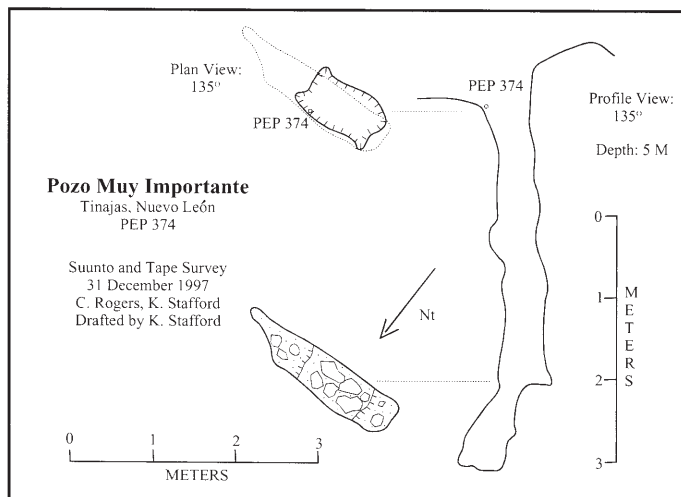 Plan View:
135°
PEP 374
PEP 374
Profile View:
135°
Depth: 5 M
Pozo Muy Importante
Tinajas, Nuevo León
PEP 374
Suunto and Tape Survey
31 December 1997
C. Rogers, K. Stafford
Drafted by K. Stafford
Nt
0
1
2
3
METERS
0 1 2 3
METERS